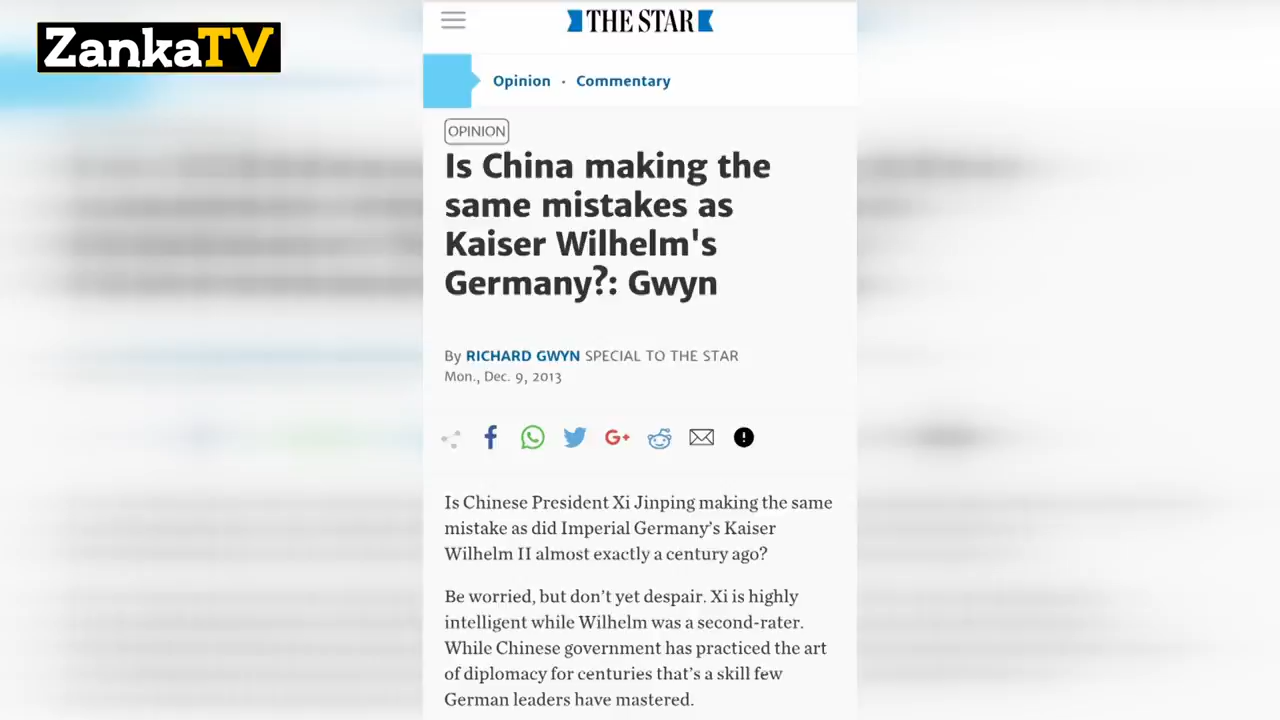 ZankaTV
THE STAR
Opinion · Commentary
OPINION
Is China making the
same mistakes as
Kaiser Wilhelm's
Germany?: Gwyn
By RICHARD GWYN SPECIAL TO THE STAR
Mon., Dec. 9, 2013
G+
Is Chinese President Xi Jinping making the same
mistake as did Imperial Germany’s Kaiser
Wilhelm II almost exactly a century ago?
Be worried, but don’t yet despair. Xi is highly
intelligent while Wilhelm was a second-rater.
While Chinese government has practiced the art
of diplomacy for centuries that’s a skill few
German leaders have mastered.